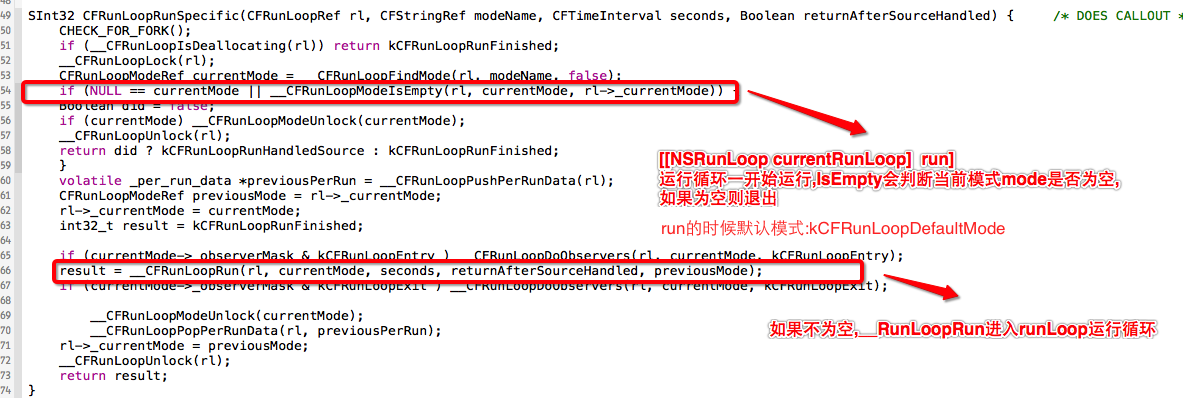 49 SInt32 CFRunLoopRunSpecific(CFRunLoopRef rl, CFStringRef modeName, CFTimeInterval seconds, Boolean returnAfterSourceHandled) { /* DOES CALLOUT *
50 CHECK_FOR_FORK();
51 if (__CFRunLoopIsDeallocating(rl)) return kCFRunLoopRunFinished;
52 __CFRunLoopLock(rl);
53 CFRunLoopModeRef currentMode = __CFRunLoopFindMode(rl, modeName, false);
54 if (NULL == currentMode || __CFRunLoopModeIsEmpty(rl, currentMode, rl->_currentMode)) {
55 Boolean did = false;
56 if (currentMode) __CFRunLoopModeUnlock(currentMode);
57 __CFRunLoopUnlock(rl);
58 return did ? kCFRunLoopRunHandledSource : kCFRunLoopRunFinished;
59 }
[[NSRunLoop currentRunLoop] run]
运行循环一开始运行,IsEmpty会判断当前模式mode是否为空,
如果为空则退出
run的时候默认模式:kCFRunLoopDefaultMode
60 volatile _per_run_data *previousPerRun = __CFRunLoopPushPerRunData(rl);
61 CFRunLoopModeRef previousMode = rl->_currentMode;
62 rl->_currentMode = currentMode;
63 int32_t result = kCFRunLoopRunFinished;
64
65 if (currentMode->_observerMask & kCFRunLoopEntry ) __CFRunLoopDoObservers(rl, currentMode, kCFRunLoopEntry);
66 result = __CFRunLoopRun(rl, currentMode, seconds, returnAfterSourceHandled, previousMode);
67 if (currentMode->_observerMask & kCFRunLoopExit ) __CFRunLoopDoObservers(rl, currentMode, kCFRunLoopExit);
68
69 __CFRunLoopModeUnlock(currentMode);
70 __CFRunLoopPopPerRunData(rl, previousPerRun);
71 rl->_currentMode = previousMode;
72 __CFRunLoopUnlock(rl);
73 return result;
74 }
如果不为空,__RunLoopRun进入runLoop运行循环